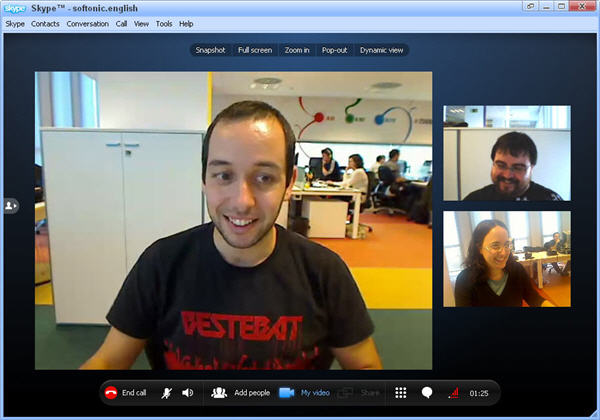 skype Skype™ - softonic.english
Skype Contacts Conversation Call View Tools Help
Snapshot Full screen Zoom in Pop-out Dynamic view
BESTEBAT
End call Add people My video Share 01:25